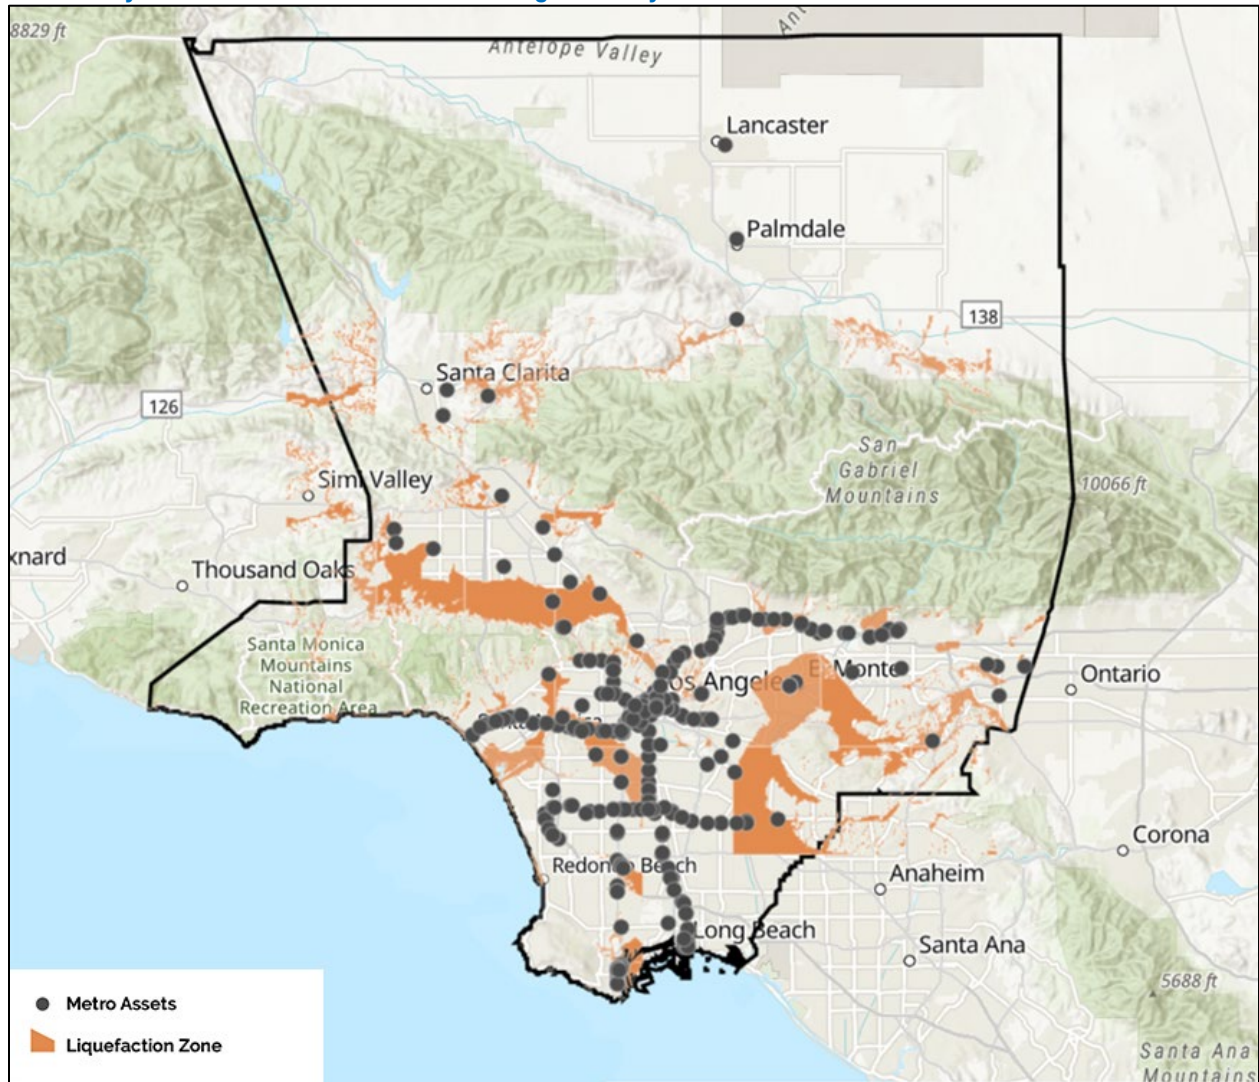 8829 ft
Ant
Antelope Valley
Lancaster
Palmdale
138
Santa Clarita
126
San
Gabriel
Mountains
Simi Valley
10066 ft
xnard
Thousand Oaks
Santa Monica
Mountains
National
Recreation Area
Los Angeles
El Monte
Ontario
Corona
Redondo Beach
Anaheim
Long Beach
Santa Ana
5688 ft
Metro Assets
Liquefaction Zone
Santa Ana
Mountains